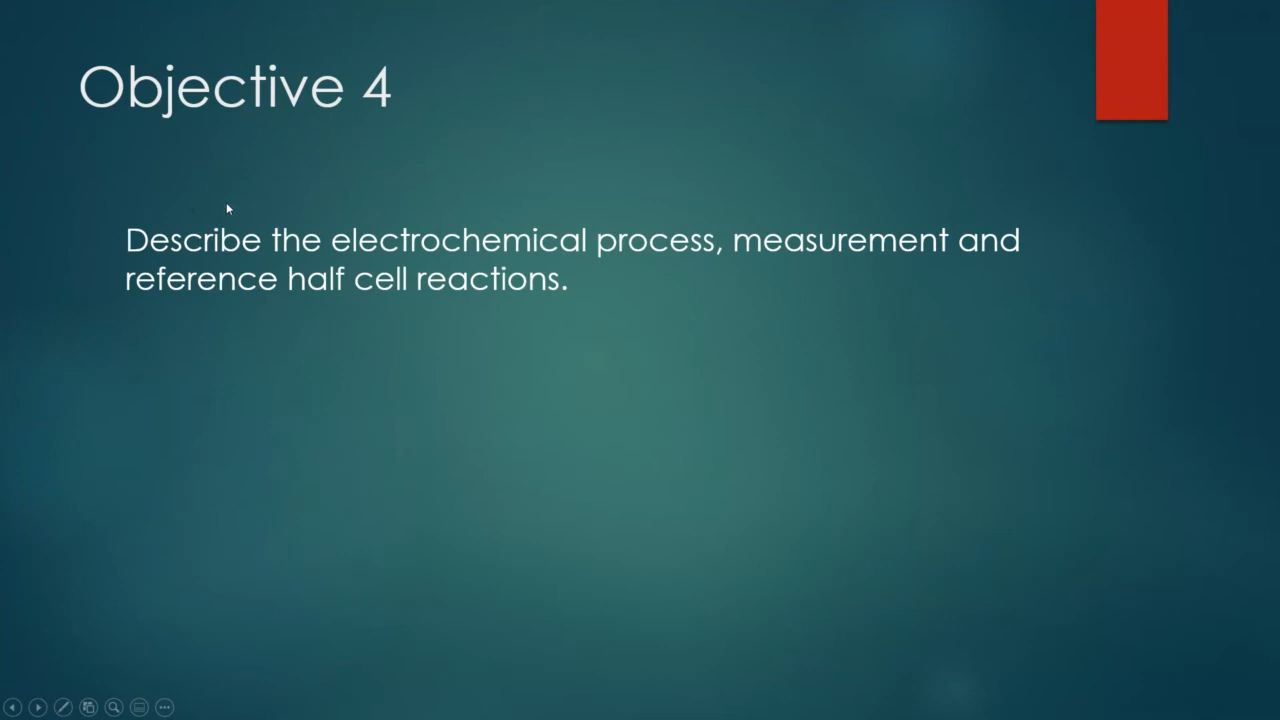 Objective 4
Describe the electrochemical process, measurement and
reference half cell reactions.